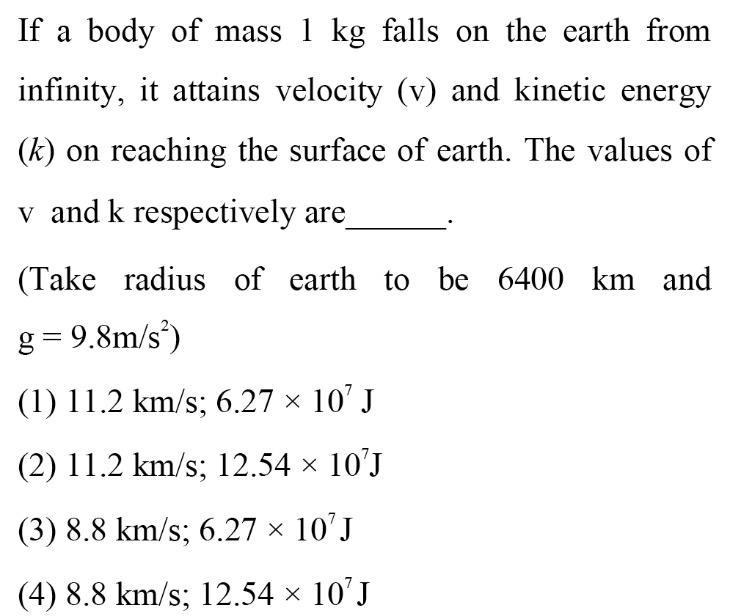 If a body of mass 1 kg falls on the earth from
infinity, it attains velocity (v) and kinetic energy
(k) on reaching the surface of earth. The values of
v and k respectively are______.
(Take radius of earth to be 6400 km and
g = 9.8m/s²)
(1) 11.2 km/s; 6.27 × 10⁷ J
(2) 11.2 km/s; 12.54 × 10⁷J
(3) 8.8 km/s; 6.27 × 10⁷J
(4) 8.8 km/s; 12.54 × 10⁷J